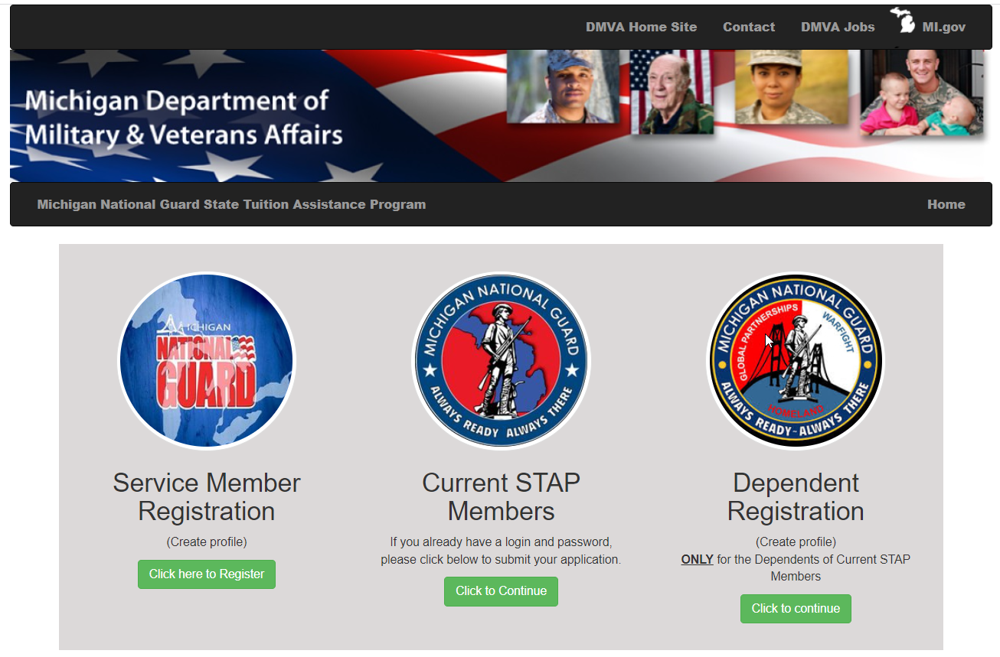 DMVA Home Site Contact DMVA Jobs MI.gov
Michigan Department of
Military & Veterans Affairs
Michigan National Guard State Tuition Assistance Program Home
MICHIGAN
NATIONAL
GUARD
MICHIGAN NATIONAL GUARD
ALWAYS READY ALWAYS THERE
MICHIGAN NATIONAL GUARD
GLOBAL PARTNERSHIPS
WARFIGHT
HOMELAND
ALWAYS READY-ALWAYS THERE
Service Member
Registration
(Create profile)
Click here to Register
Current STAP
Members
If you already have a login and password,
please click below to submit your application.
Click to Continue
Dependent
Registration
(Create profile)
ONLY for the Dependents of Current STAP
Members
Click to continue